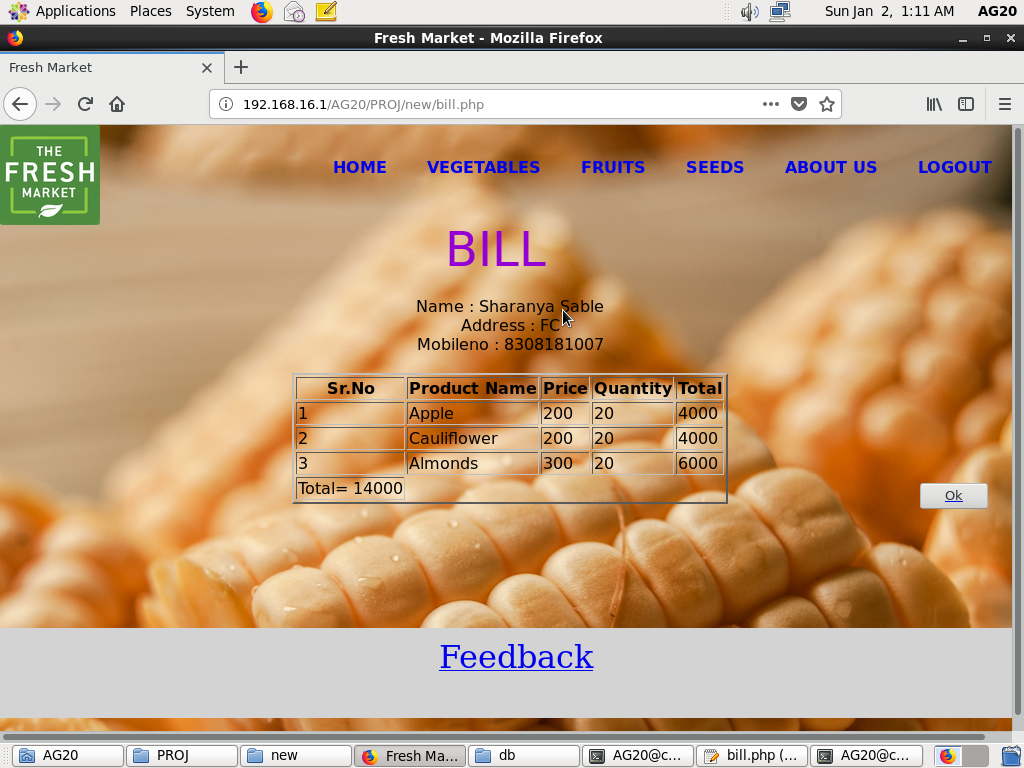 Applications Places System Sun Jan 2, 1:11 AM AG20
Fresh Market - Mozilla Firefox
Fresh Market
192.168.16.1/AG20/PROJ/new/bill.php
THE
FRESH
MARKET
HOME VEGETABLES FRUITS SEEDS ABOUT US LOGOUT
BILL
Name : Sharanya Sable
Address : FC
Mobileno : 8308181007
Sr.No Product Name Price Quantity Total
1 Apple 200 20 4000
2 Cauliflower 200 20 4000
3 Almonds 300 20 6000
Total= 14000
Ok
Feedback
AG20 PROJ new Fresh Ma... db AG20@c... bill.php (... AG20@c...